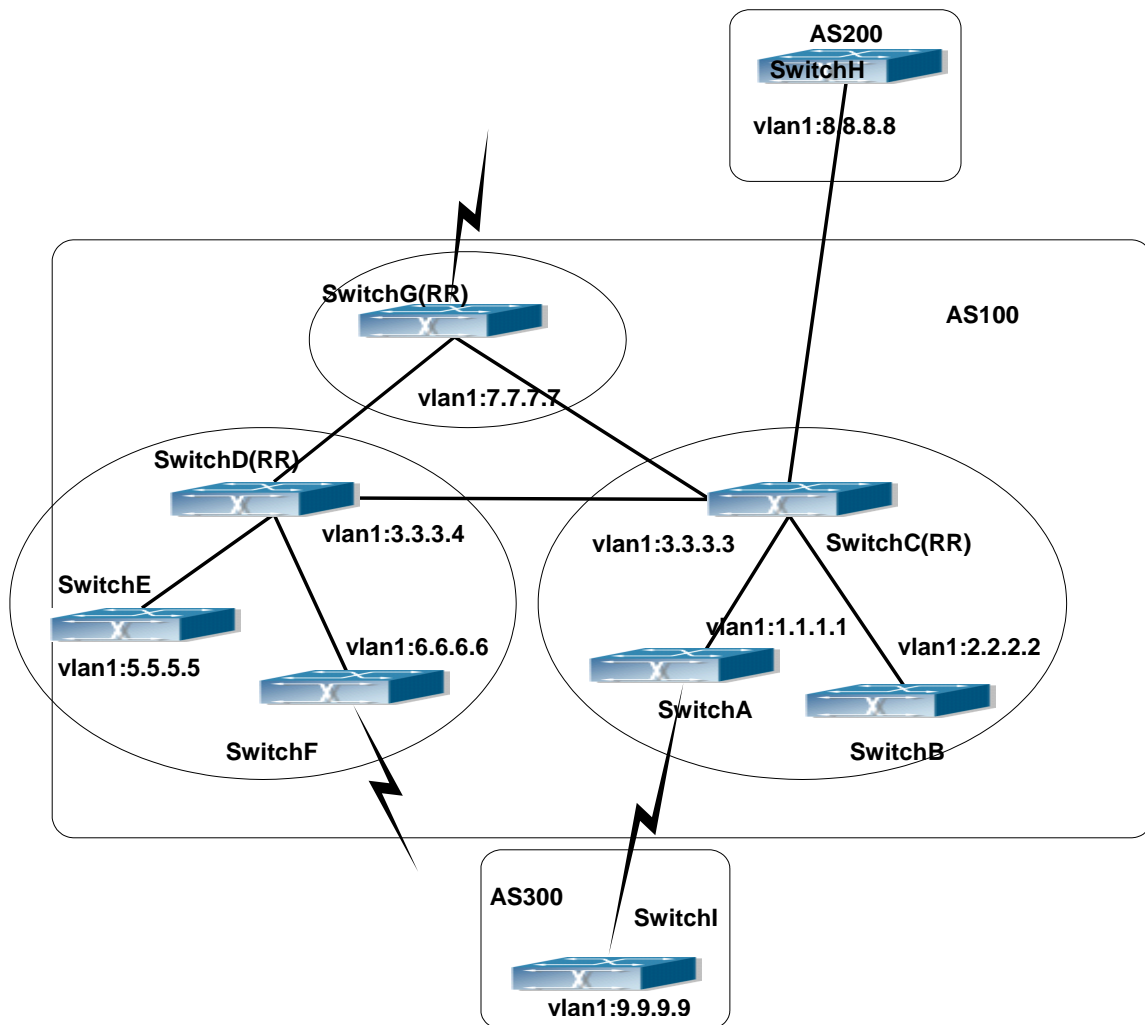 AS200
SwitchH
vlan1:8.8.8.8
SwitchG(RR)
AS100
vlan1:7.7.7.7
SwitchD(RR)
vlan1:3.3.3.4
vlan1:3.3.3.3
SwitchC(RR)
SwitchE
vlan1:5.5.5.5
vlan1:6.6.6.6
vlan1:1.1.1.1
vlan1:2.2.2.2
SwitchF
SwitchA
SwitchB
AS300
SwitchI
vlan1:9.9.9.9